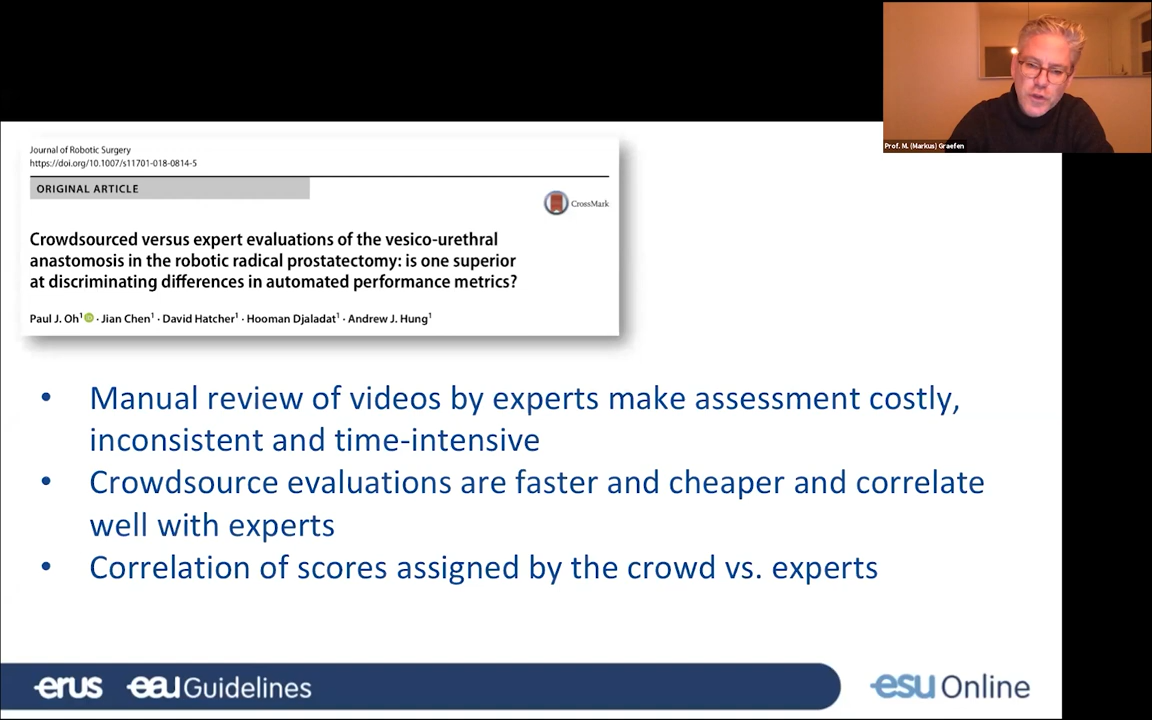 Prof. M. (Markus) Graefen
Journal of Robotic Surgery
https://doi.org/10.1007/s11701-018-0814-5
ORIGINAL ARTICLE
CrossMark
Crowdsourced versus expert evaluations of the vesico-urethral
anastomosis in the robotic radical prostatectomy: is one superior
at discriminating differences in automated performance metrics?
Paul J. Oh1 · Jian Chen1 · David Hatcher1 · Hooman Djaladat1 · Andrew J. Hung1
• Manual review of videos by experts make assessment costly,
inconsistent and time-intensive
• Crowdsource evaluations are faster and cheaper and correlate
well with experts
• Correlation of scores assigned by the crowd vs. experts
erus eau Guidelines
esu Online